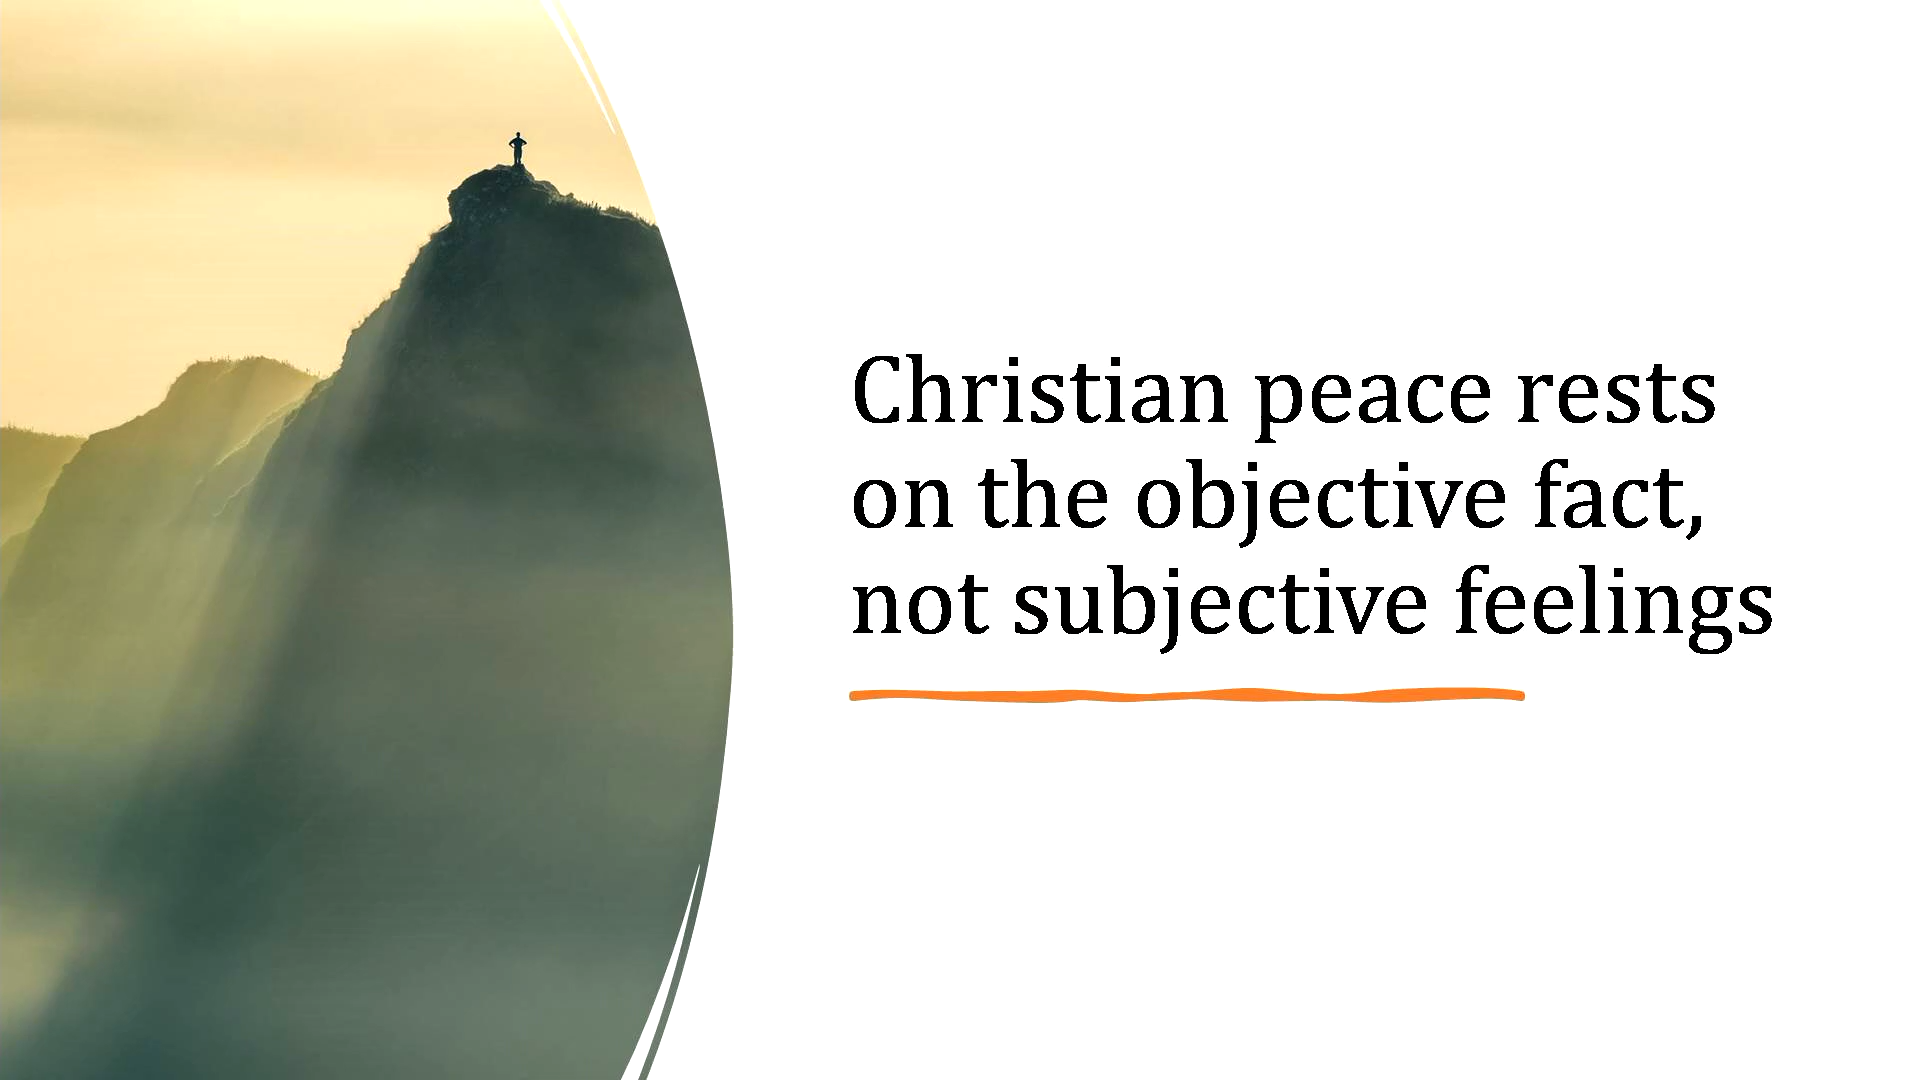 Christian peace rests
on the objective fact,
not subjective feelings